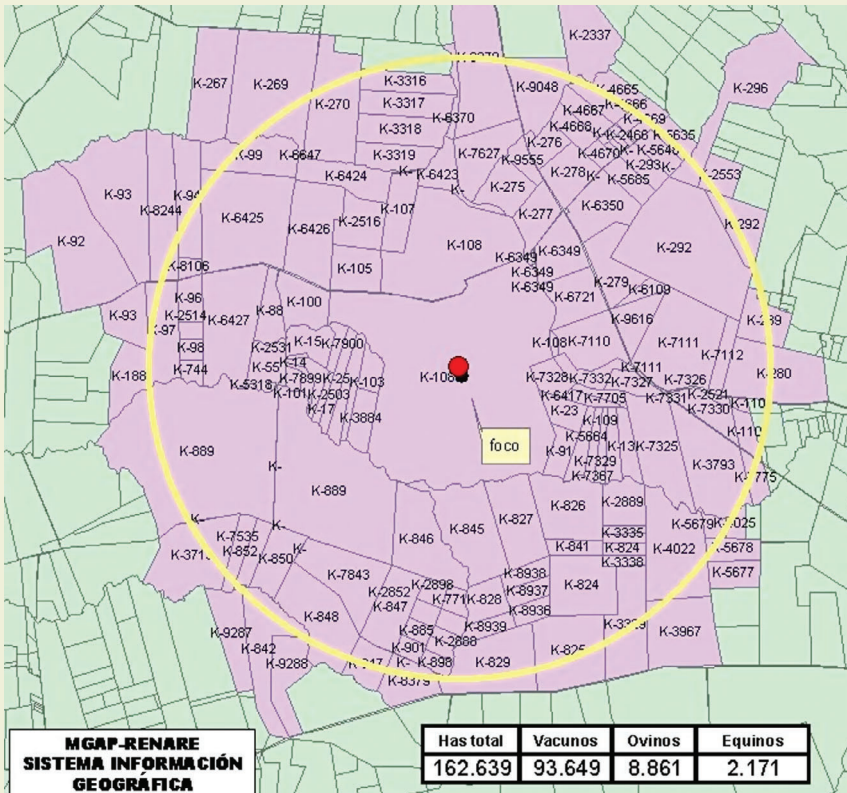 K-2337
K-267
K-269
K-270
K-3316
K-3317
K-3318
K-3319
K-6370
K-9048
K-4665
K-4667
K-4668
K-2466
K-5635
K-296
K-99
K-6647
K-6424
K-6423
K-7627
K-9555
K-276
K-4670
K-293
K-278
K-5685
K-2553
K-93
K-8244
K-94
K-6425
K-6426
K-2516
K-107
K-275
K-277
K-6350
K-292
K-292
K-92
K-8106
K-105
K-108
K-6349
K-6349
K-6349
K-6349
K-279
K-6109
K-6721
K-93
K-96
K-2514
K-97
K-98
K-744
K-188
K-6427
K-88
K-100
K-2531
K-55
K-5318
K-15
K-7900
K-14
K-7899
K-25
K-103
K-101
K-2503
K-17
K-3884
K-108
K-108
K-7110
K-9616
K-7111
K-7111
K-7112
K-289
K-280
K-7328
K-7332
K-7327
K-7326
K-6417
K-7705
K-7331
K-2521
K-7330
K-110
K-110
K-23
K-109
K-5664
K-13
K-7325
K-91
K-7329
K-7367
K-3793
foco
K-889
K-
K-889
K-
K-
K-846
K-845
K-827
K-826
K-2889
K-3335
K-841
K-824
K-3338
K-824
K-5679
K-4022
K-5678
K-5677
K-7535
K-852
K-850
K-
K-7843
K-2852
K-847
K-2898
K-771
K-828
K-8938
K-8937
K-8936
K-8939
K-848
K-885
K-2888
K-901
K-
K-898
K-8379
K-829
K-825
K-3967
K-9287
K-842
K-9288
MGAP-RENARE
SISTEMA INFORMACIÓN
GEOGRÁFICA
Has total Vacunos Ovinos Equinos
162.639 93.649 8.861 2.171